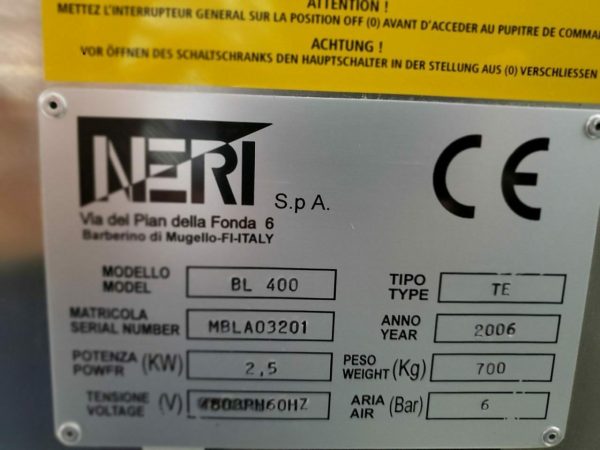 ATTENTION !
METTEZ L'INTERRUPTEUR GENERAL SUR LA POSITION OFF (0) AVANT D'ACCEDER AU PUPITRE DE COMMA
ACHTUNG !
VOR ÖFFNEN DES SCHALTSCHRANKS DEN HAUPTSCHALTER IN DER STELLUNG AUS (0) VERSCHLIESSEN
NERI S.p A.
CE
Via del Pian della Fonda 6
Barberino di Mugello-FI-ITALY
MODELLO
MODEL
BL 400
TIPO
TYPE
TE
MATRICOLA
SERIAL NUMBER
MBLA03201
ANNO
YEAR
2006
POTENZA
POWER (KW)
2,5
PESO
WEIGHT (Kg)
700
TENSIONE
VOLTAGE (V)
3PH60HZ
ARIA
AIR (Bar)
6